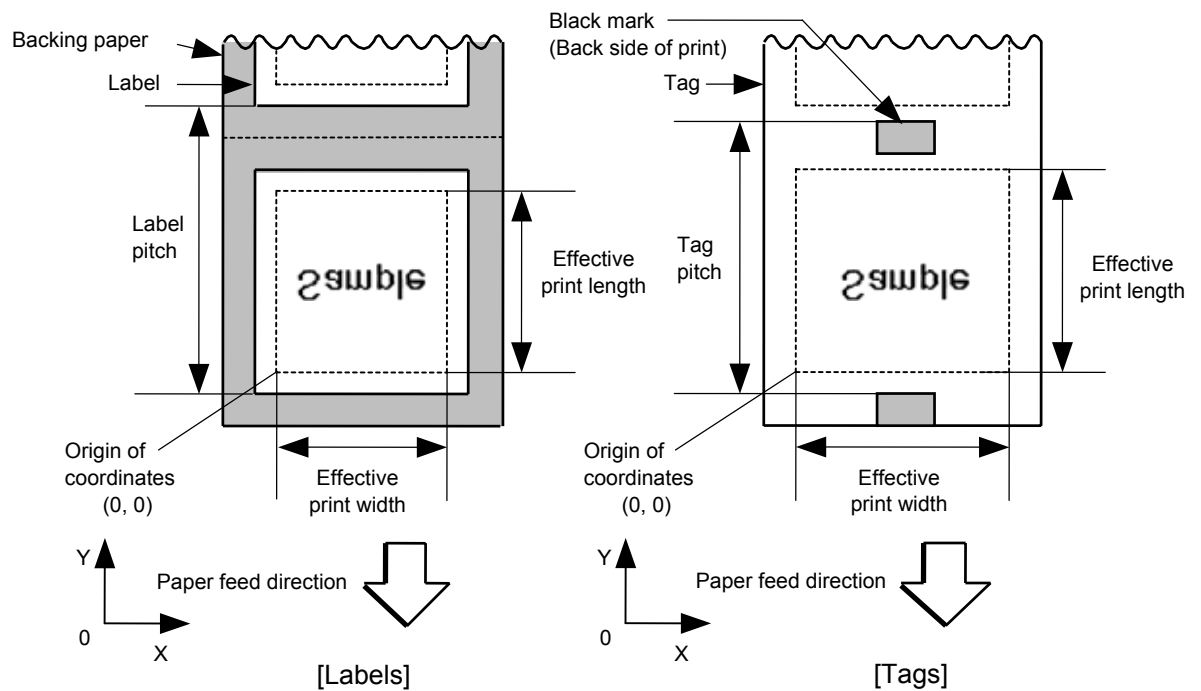 Backing paper
Label
Label
pitch
Sample
Effective
print length
Origin of
coordinates
(0, 0)
Effective
print width
Y
0
X
Paper feed direction
[Labels]
Black mark
(Back side of print)
Tag
Tag
pitch
Sample
Effective
print length
Origin of
coordinates
(0, 0)
Effective
print width
Y
0
X
Paper feed direction
[Tags]